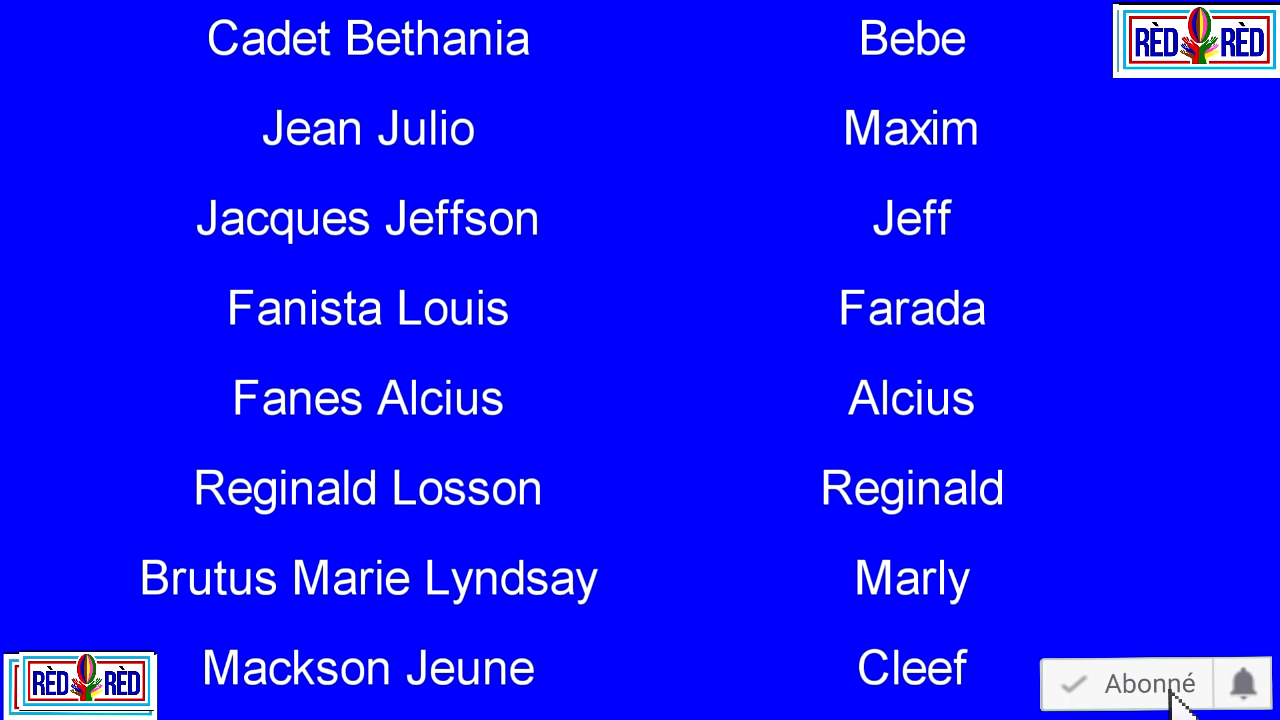 Cadet Bethania Bebe
RÈD RÈD
Jean Julio Maxim
Jacques Jeffson Jeff
Fanista Louis Farada
Fanes Alcius Alcius
Reginald Losson Reginald
Brutus Marie Lyndsay Marly
Mackson Jeune Cleef
RÈD RÈD
Abonné